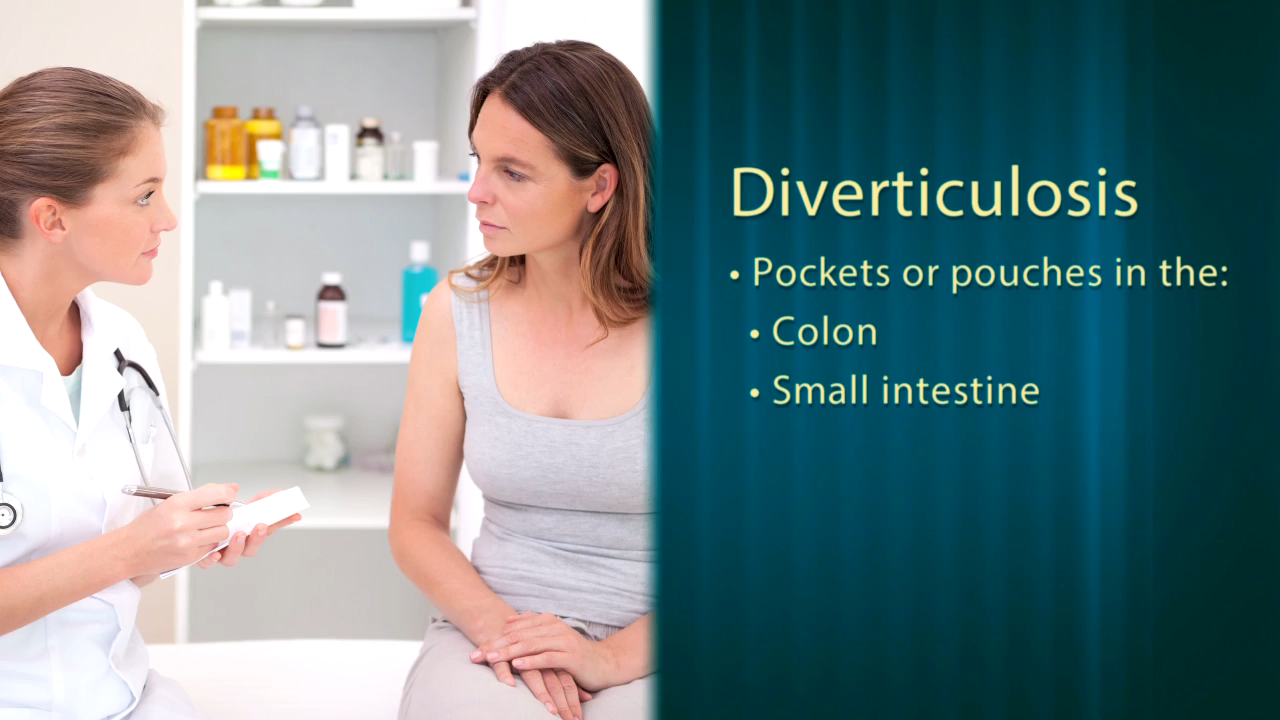 Diverticulosis
• Pockets or pouches in the:
• Colon
• Small intestine